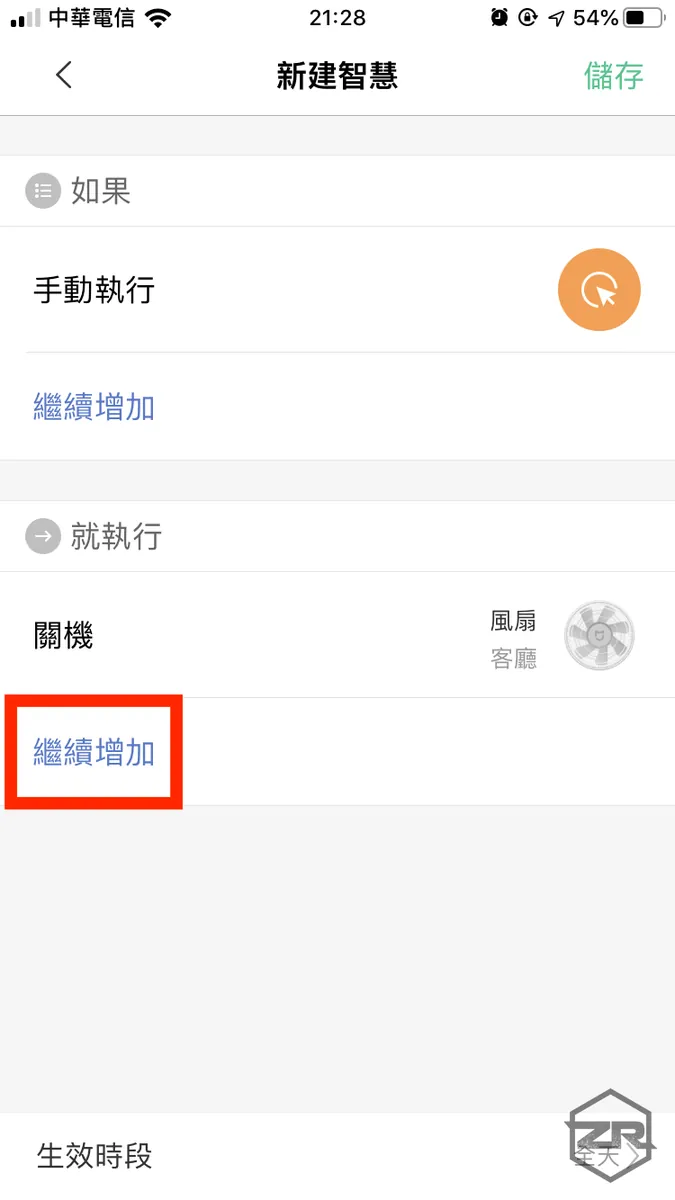 中華電信 21:28 54%
新建智慧 儲存
如果
手動執行
繼續增加
就執行
關機 風扇
客廳
繼續增加
生效時段 全天
ZR